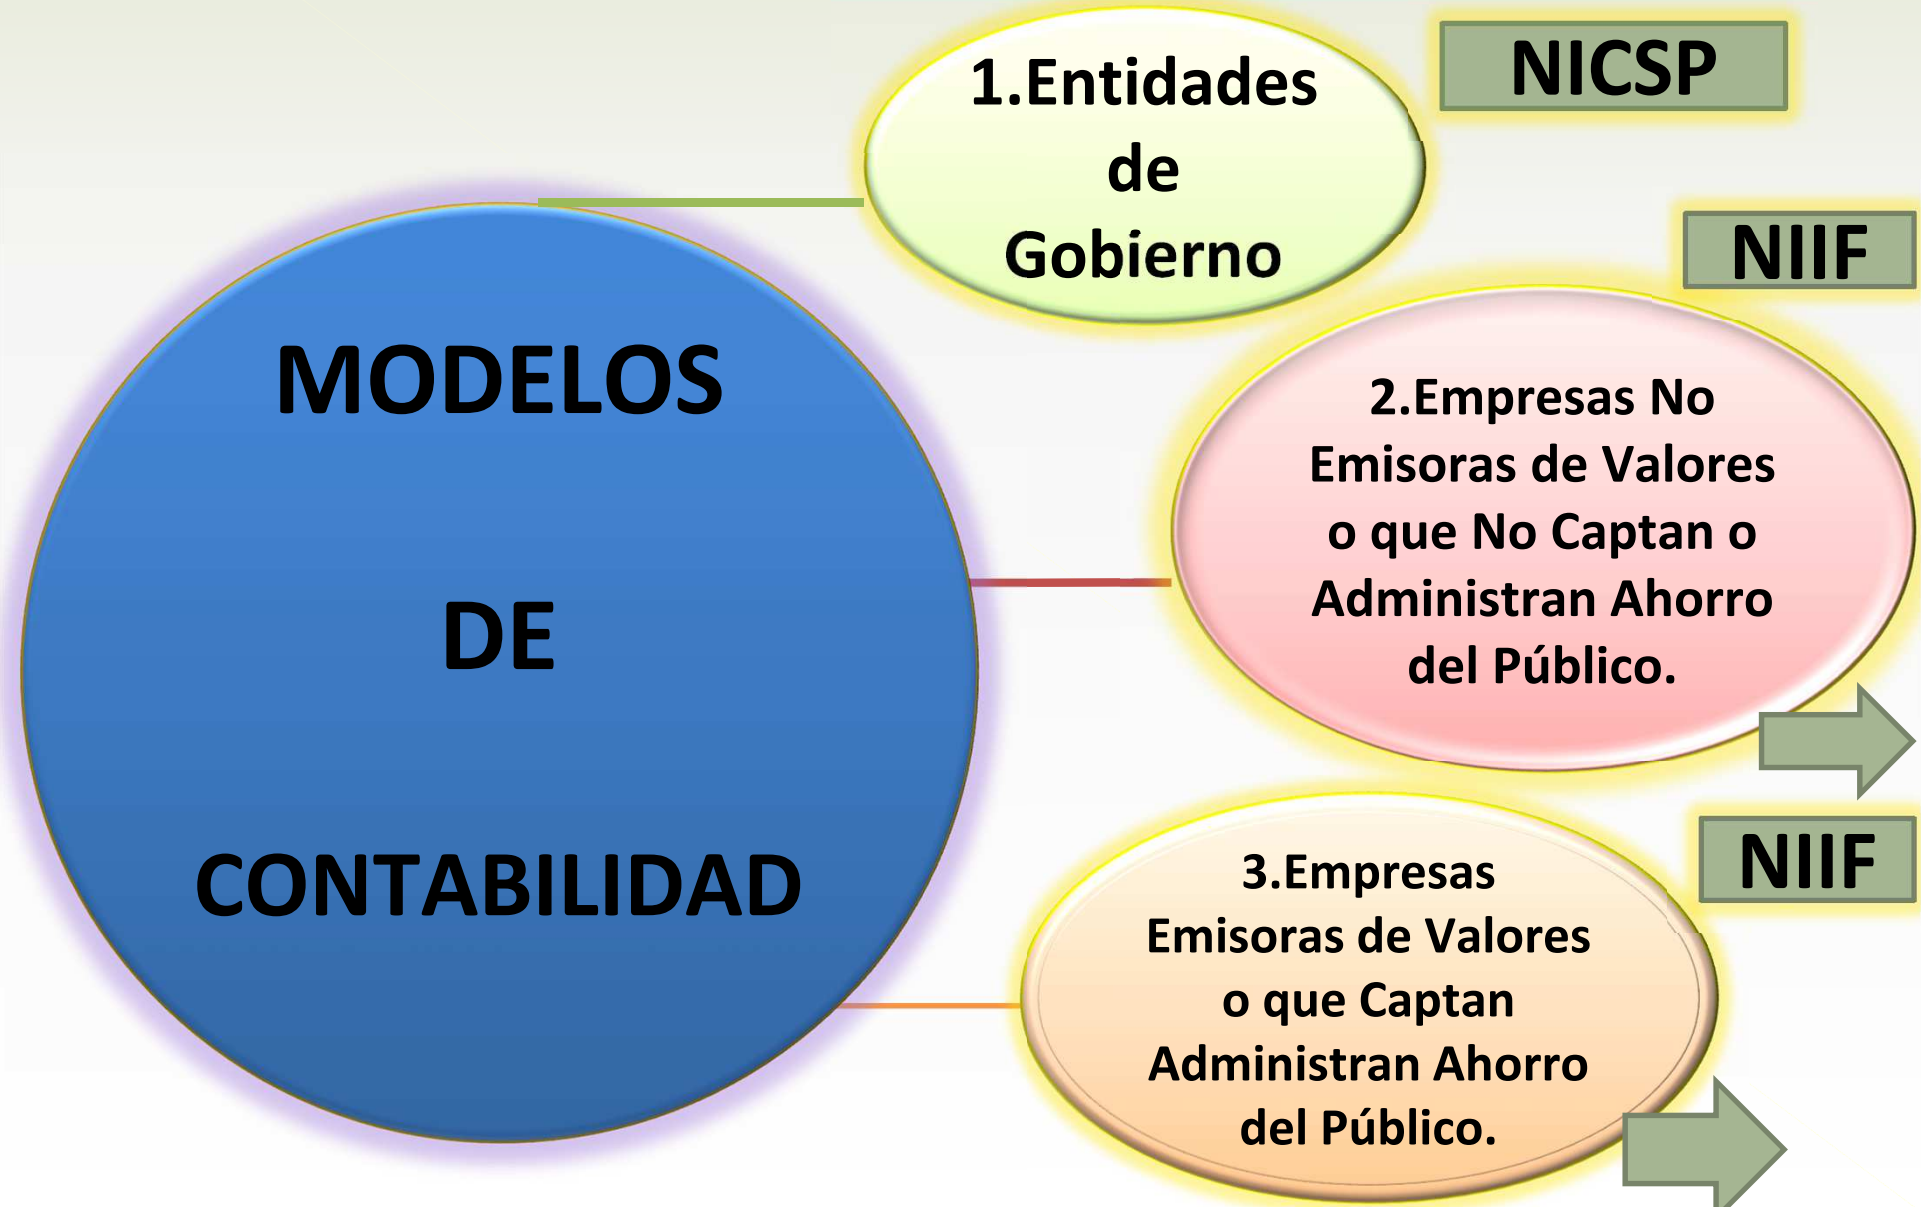 MODELOS
DE
CONTABILIDAD
1.Entidades
de
Gobierno
NICSP
NIIF
2.Empresas No
Emisoras de Valores
o que No Captan o
Administran Ahorro
del Público.
NIIF
3.Empresas
Emisoras de Valores
o que Captan
Administran Ahorro
del Público.